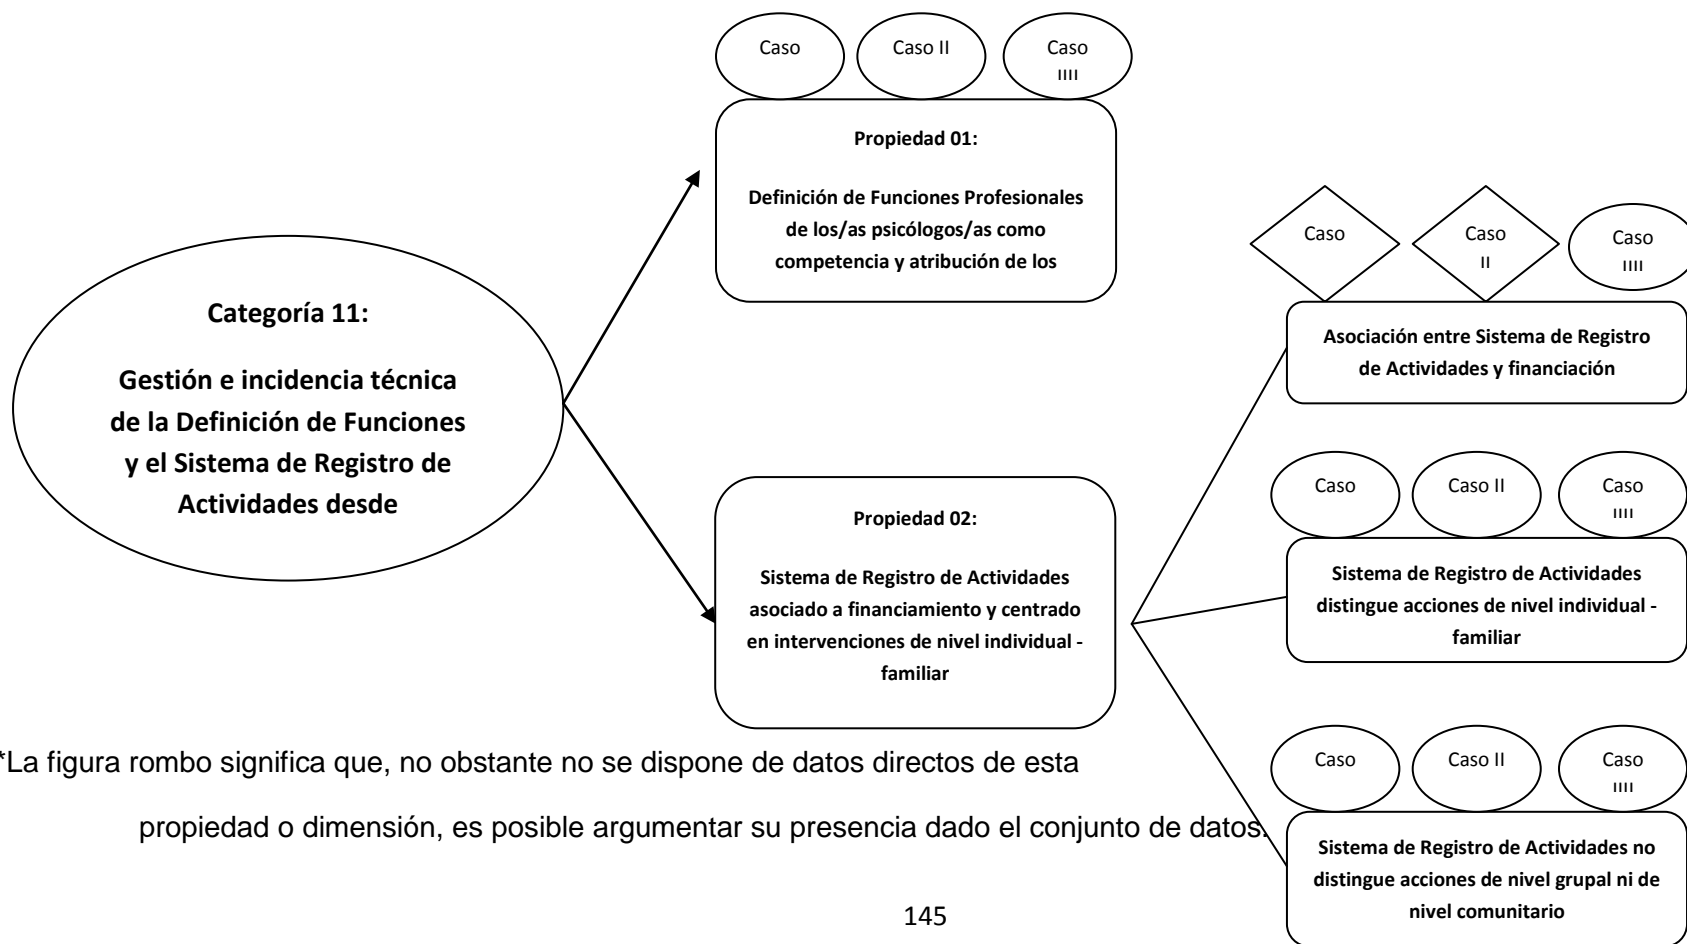 Caso
Caso II
Caso
IIII
Propiedad 01:
Definición de Funciones Profesionales
de los/as psicólogos/as como
competencia y atribución de los
Categoría 11:
Gestión e incidencia técnica
de la Definición de Funciones
y el Sistema de Registro de
Actividades desde
Propiedad 02:
Sistema de Registro de Actividades
asociado a financiamiento y centrado
en intervenciones de nivel individual -
familiar
Caso
Caso
II
Caso
IIII
Asociación entre Sistema de Registro
de Actividades y financiación
Caso
Caso II
Caso
IIII
Sistema de Registro de Actividades
distingue acciones de nivel individual -
familiar
Caso
Caso II
Caso
IIII
Sistema de Registro de Actividades no
distingue acciones de nivel grupal ni de
nivel comunitario
*La figura rombo significa que, no obstante no se dispone de datos directos de esta
propiedad o dimensión, es posible argumentar su presencia dado el conjunto de datos.
145